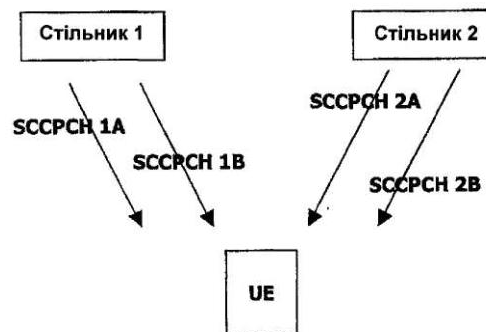 Стільник 1
Стільник 2
SCCPCH 1A
SCCPCH 2A
SCCPCH 1B
SCCPCH 2B
UE